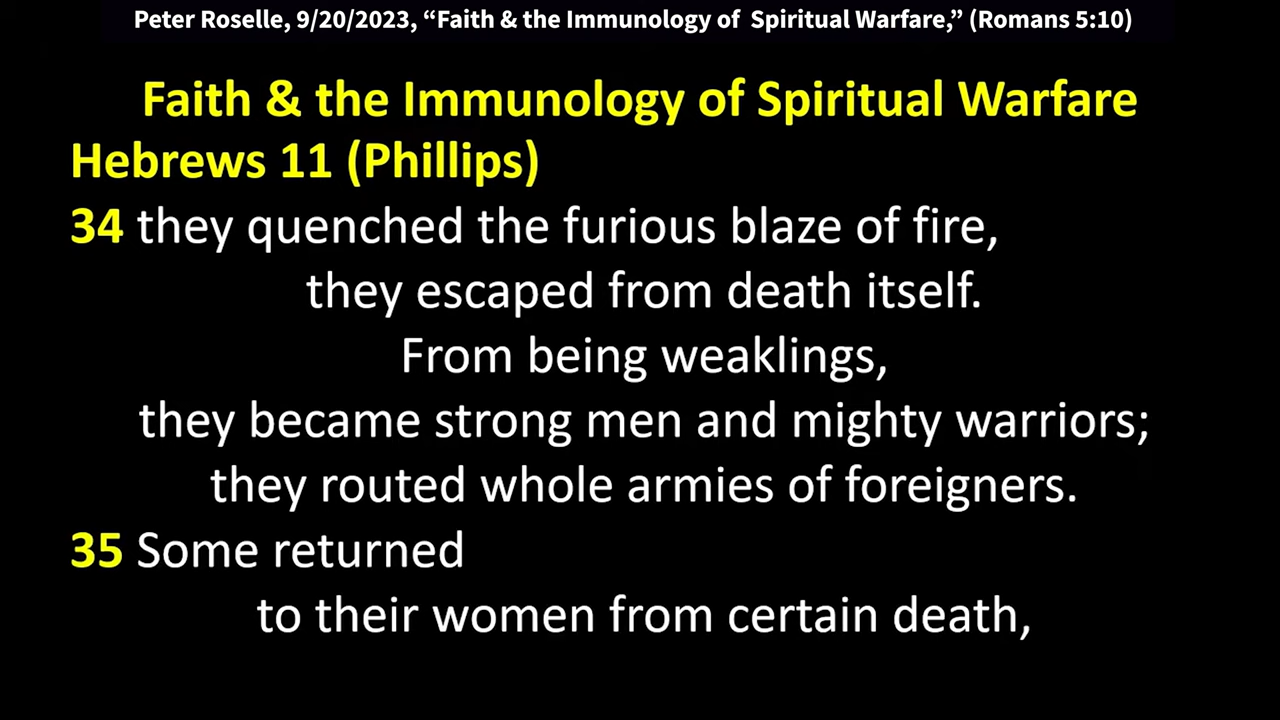 Peter Roselle, 9/20/2023, “Faith & the Immunology of Spiritual Warfare,” (Romans 5:10)
Faith & the Immunology of Spiritual Warfare
Hebrews 11 (Phillips)
34 they quenched the furious blaze of fire,
they escaped from death itself.
From being weaklings,
they became strong men and mighty warriors;
they routed whole armies of foreigners.
35 Some returned
to their women from certain death,